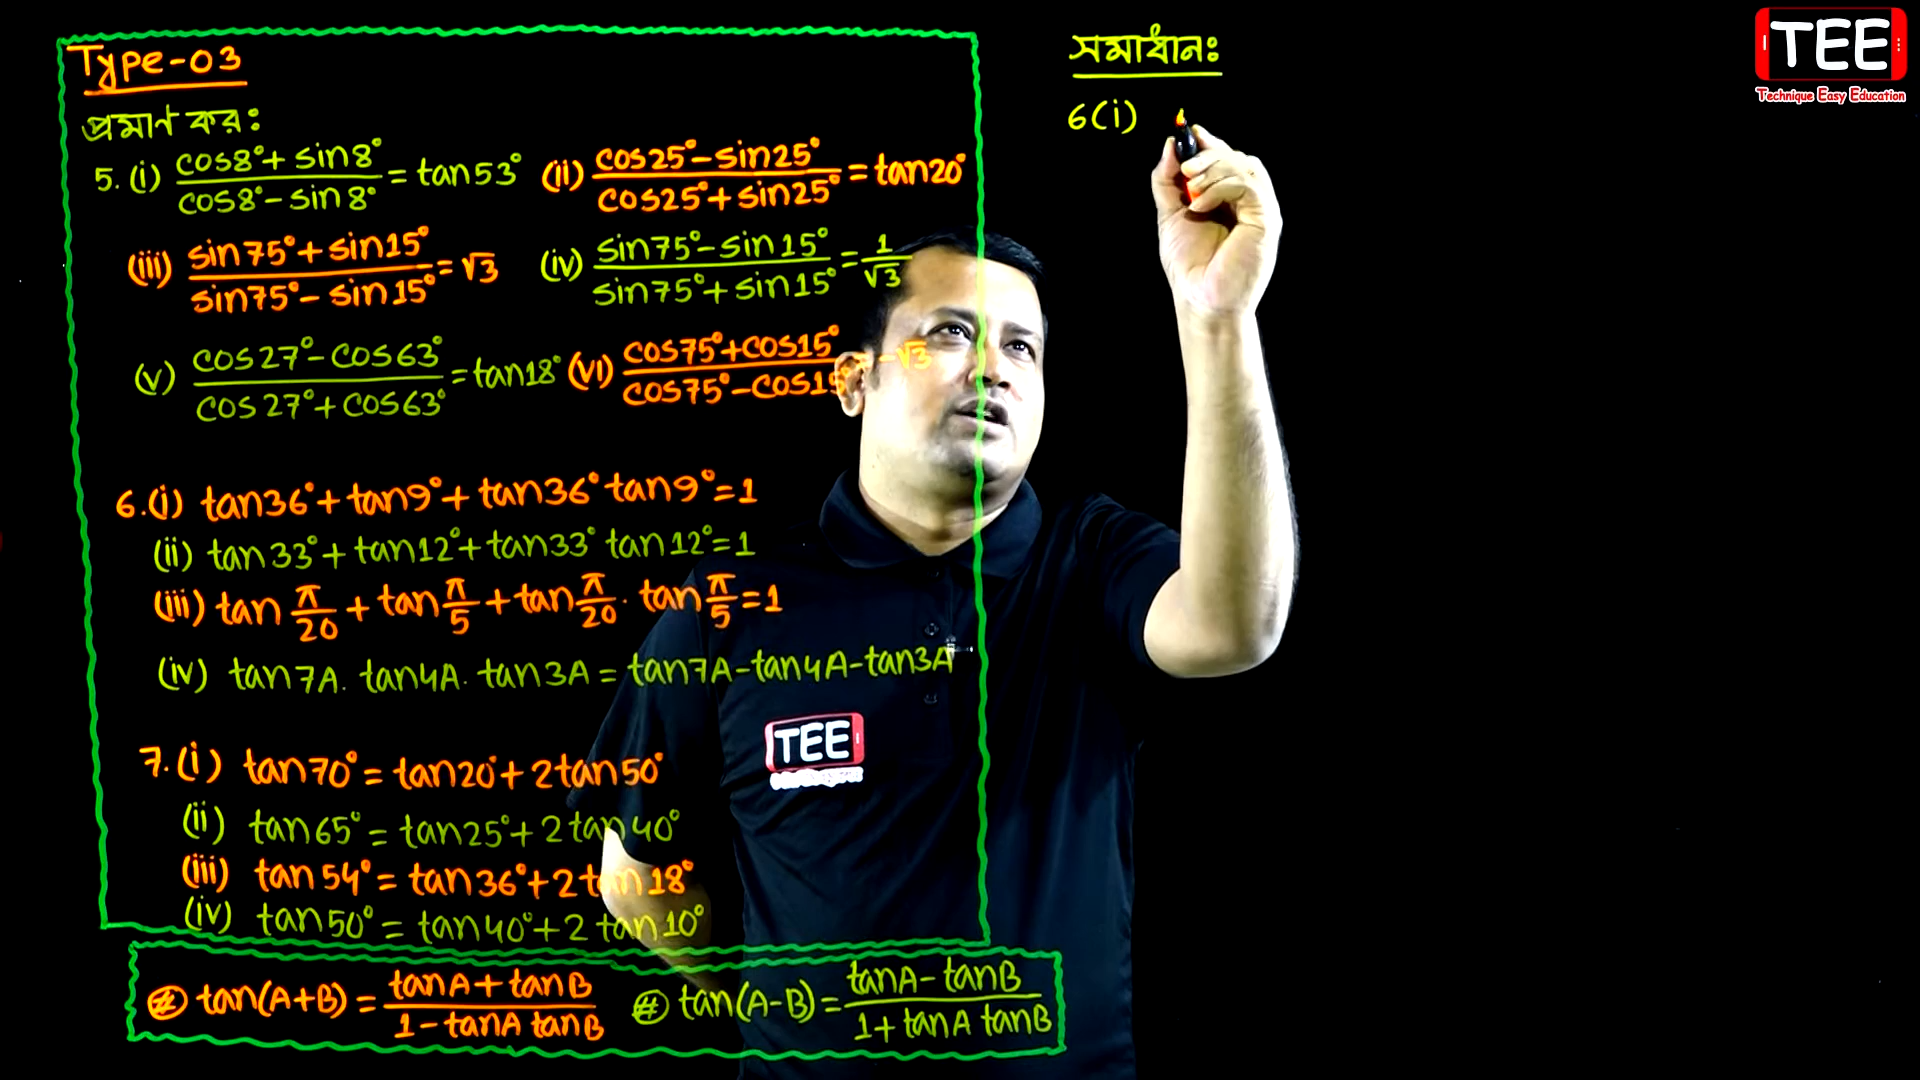 Type-03
প্রমাণ কর:
5. (i) (cos8° + sin8°)/(cos8° - sin8°) = tan53° (ii) (cos25° - sin25°)/(cos25° + sin25°) = tan20°
(iii) (sin75° + sin15°)/(sin75° - sin15°) = √3 (iv) (sin75° - sin15°)/(sin75° + sin15°) = 1/√3
(v) (cos27° - cos63°)/(cos27° + cos63°) = tan18° (vi) (cos75° + cos15°)/(cos75° - cos15°) = -√3
6.(i) tan36° + tan9° + tan36° tan9° = 1
(ii) tan33° + tan12° + tan33° tan12° = 1
(iii) tan π/20 + tan π/5 + tan π/20 . tan π/5 = 1
(iv) tan7A. tan4A. tan3A = tan7A - tan4A - tan3A
7.(i) tan70° = tan20° + 2tan50°
(ii) tan65° = tan25° + 2tan40°
(iii) tan54° = tan36° + 2tan18°
(iv) tan50° = tan40° + 2tan10°
# tan(A+B) = (tanA + tanB)/(1 - tanA tanB) # tan(A-B) = (tanA - tanB)/(1 + tanA tanB)
সমাধানঃ
6(i)
TEE
Technique Easy Education
TEE